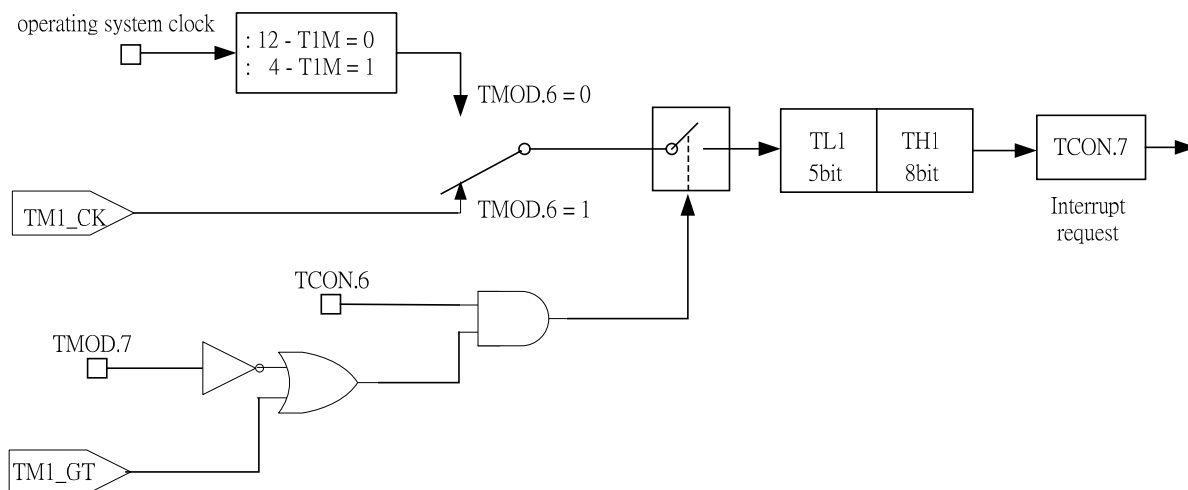 operating system clock
: 12 - T1M = 0
: 4 - T1M = 1
TMOD.6 = 0
TL1
5bit
TH1
8bit
TCON.7
TM1_CK
TMOD.6 = 1
Interrupt
request
TCON.6
TMOD.7
TM1_GT